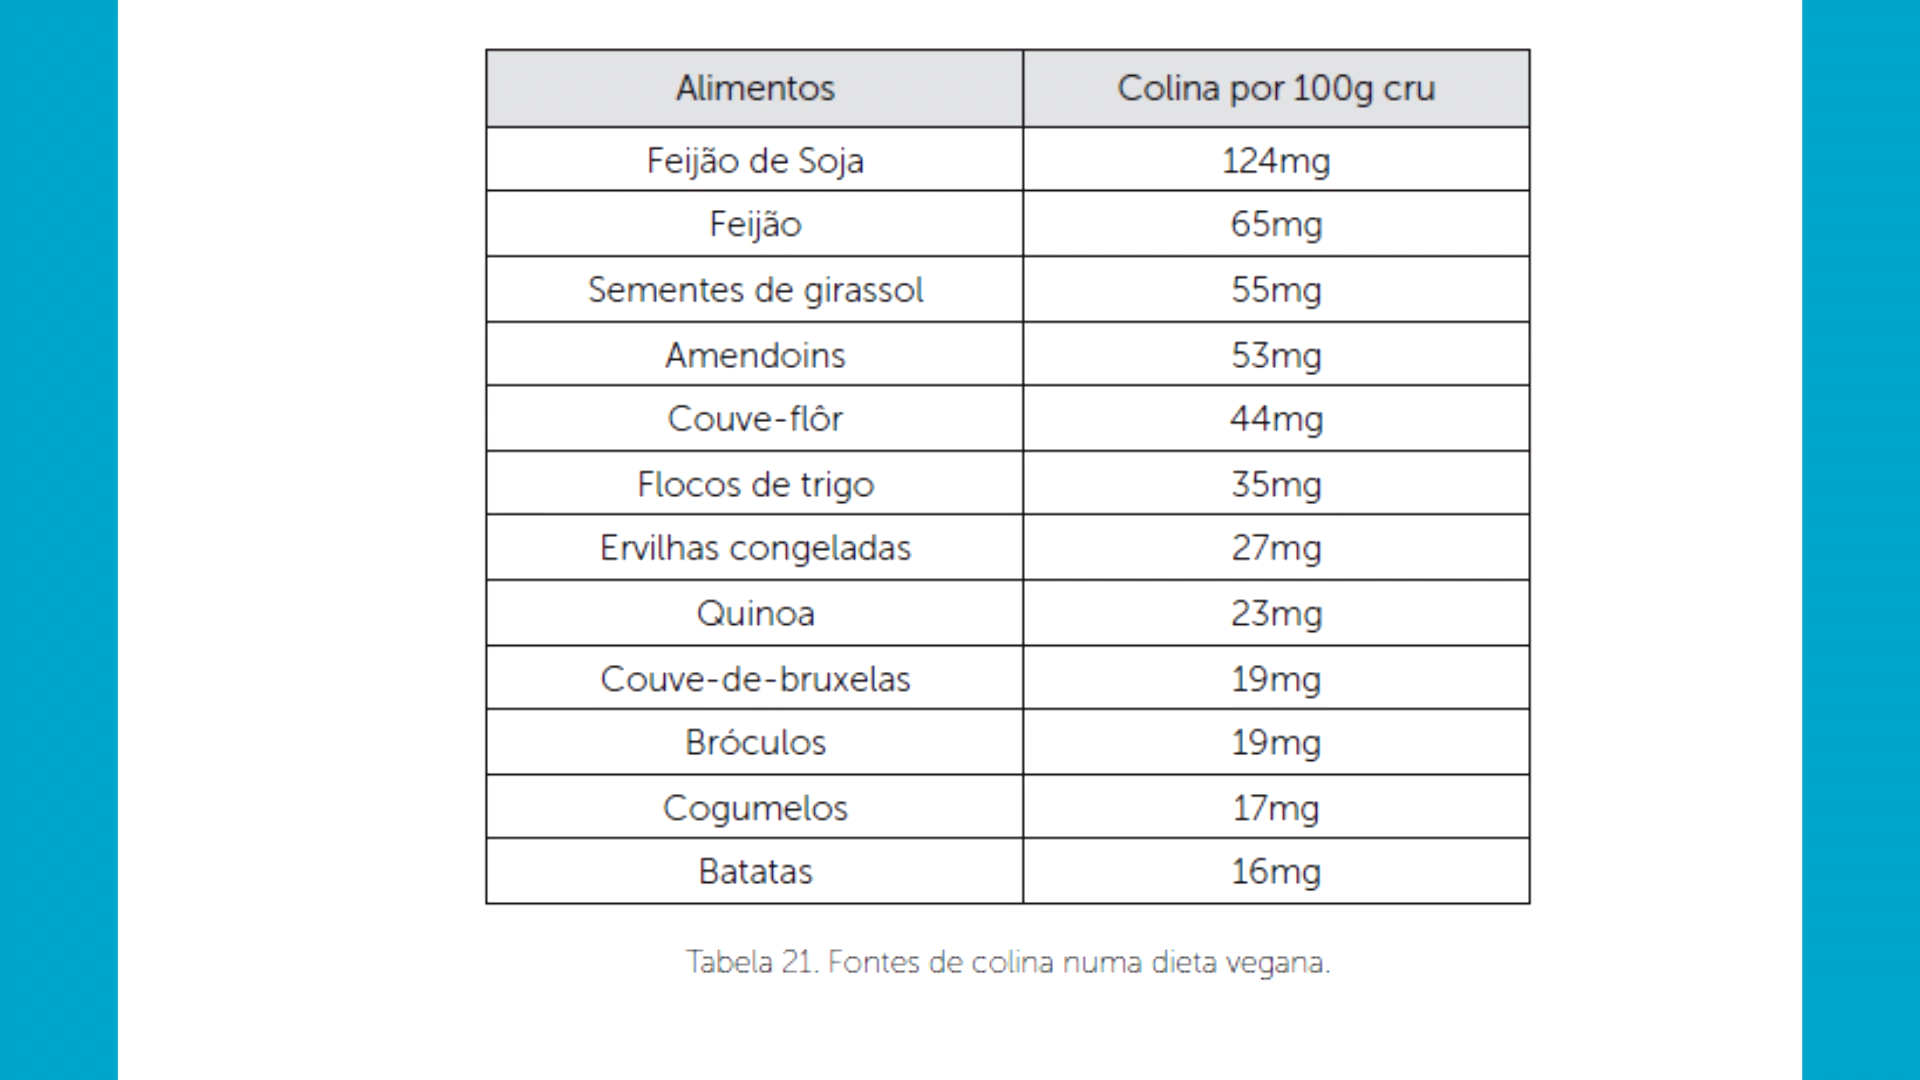 Alimentos Colina por 100g cru
Feijão de Soja 124mg
Feijão 65mg
Sementes de girassol 55mg
Amendoins 53mg
Couve-flôr 44mg
Flocos de trigo 35mg
Ervilhas congeladas 27mg
Quinoa 23mg
Couve-de-bruxelas 19mg
Bróculos 19mg
Cogumelos 17mg
Batatas 16mg
Tabela 21. Fontes de colina numa dieta vegana.